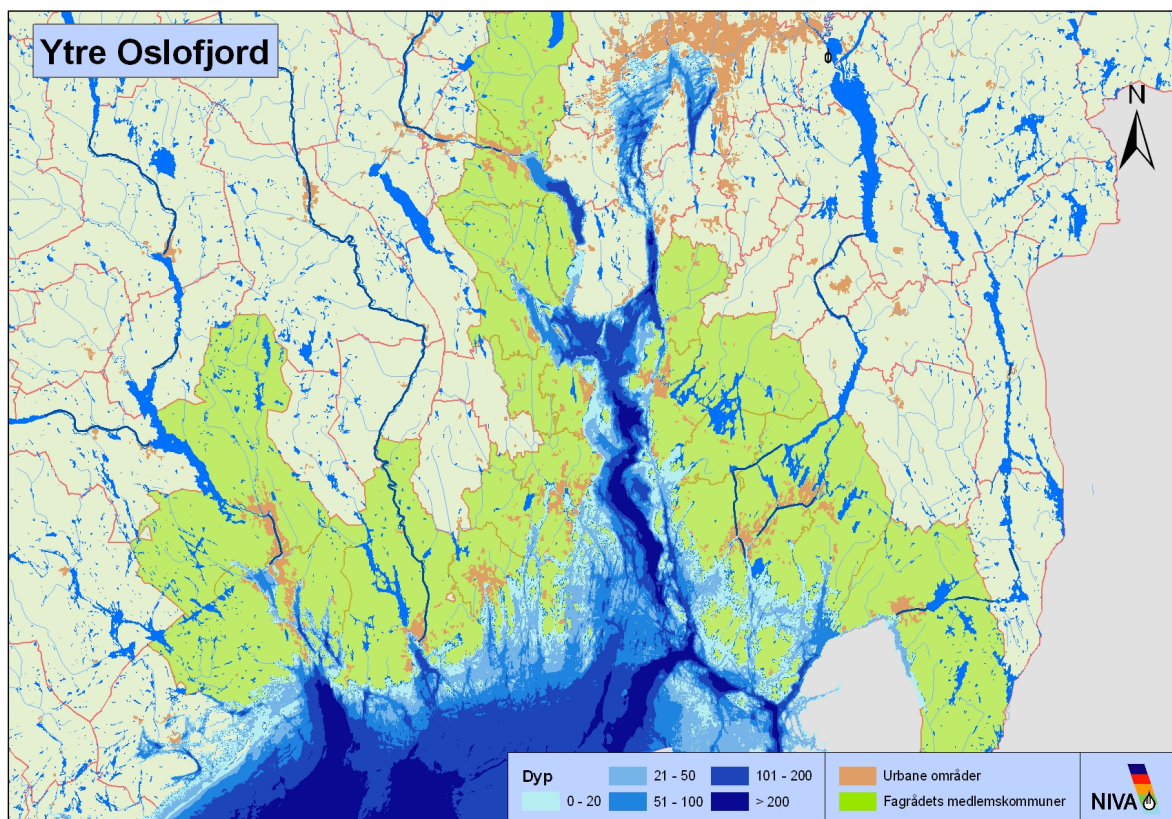 Ytre Oslofjord
N
Dyp
0 - 20
21 - 50
51 - 100
101 - 200
> 200
Urbane områder
Fagrådets medlemskommuner
NIVA